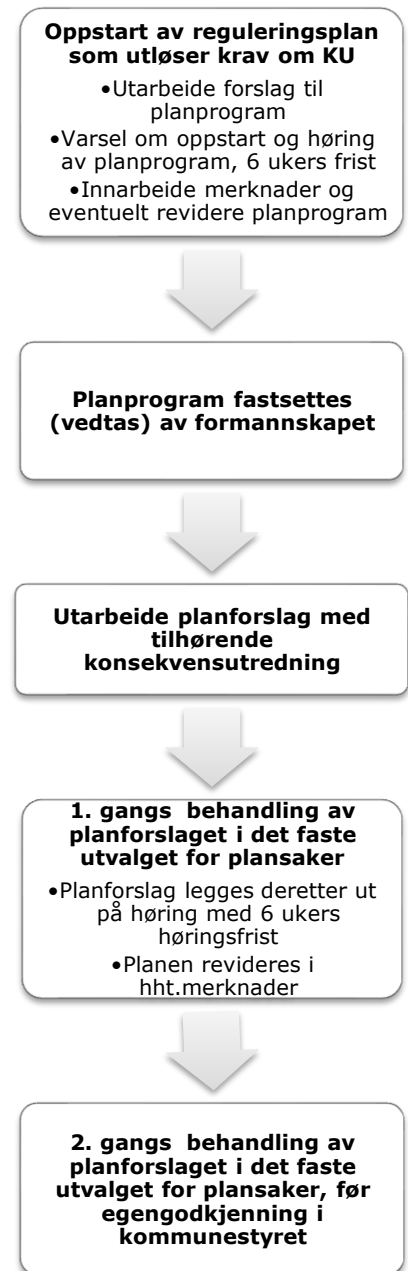 Oppstart av reguleringsplan
som utløser krav om KU
•Utarbeide forslag til
planprogram
•Varsel om oppstart og høring
av planprogram, 6 ukers frist
•Innarbeide merknader og
eventuelt revidere planprogram
Planprogram fastsettes
(vedtas) av formannskapet
Utarbeide planforslag med
tilhørende
konsekvensutredning
1. gangs behandling av
planforslaget i det faste
utvalget for plansaker
•Planforslag legges deretter ut
på høring med 6 ukers
høringsfrist
•Planen revideres i
hht.merknader
2. gangs behandling av
planforslaget i det faste
utvalget for plansaker, før
egengodkjenning i
kommunestyret